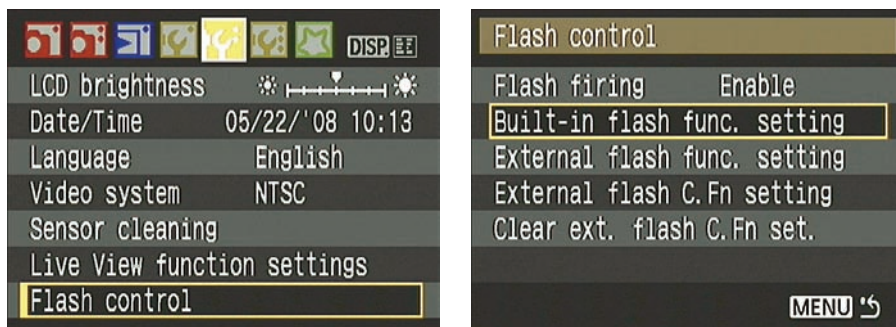 DISP.
LCD brightness
Date/Time 05/22/'08 10:13
Language English
Video system NTSC
Sensor cleaning
Live View function settings
Flash control
Flash control
Flash firing Enable
Built-in flash func. setting
External flash func. setting
External flash C.Fn setting
Clear ext. flash C.Fn set.
MENU